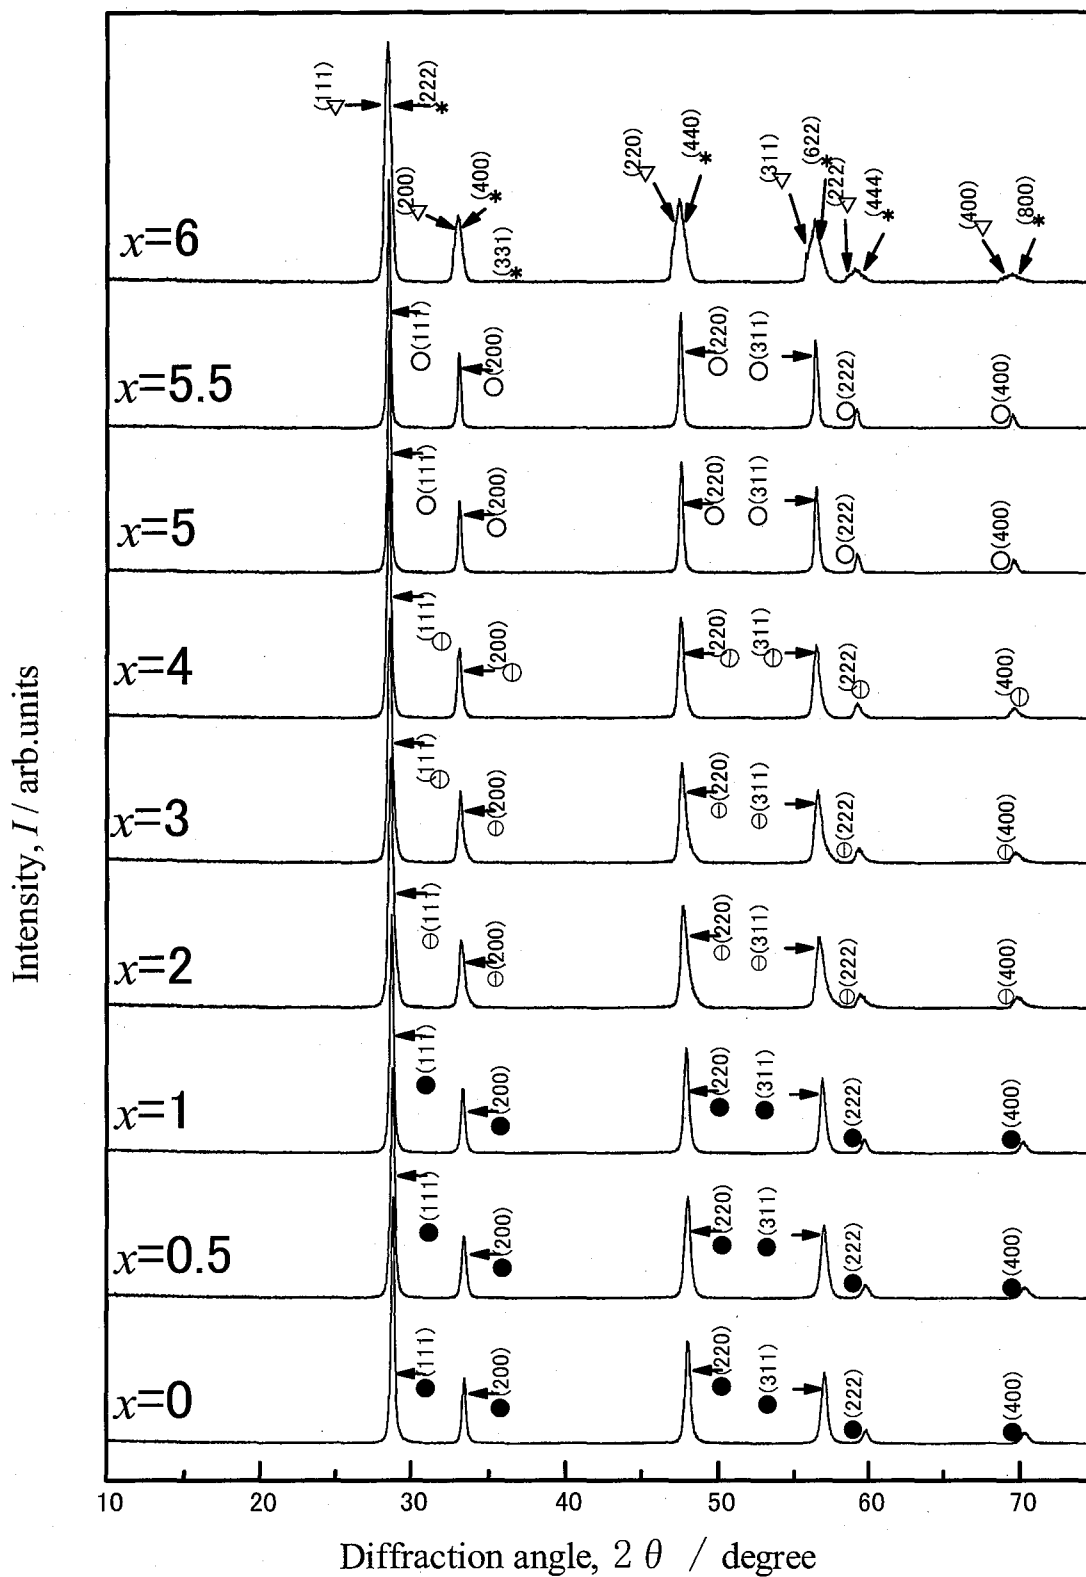 (111) ▽ (222) *
(200) ▽ (400) *
(331) *
(220) ▽ (440) *
(311) ▽ (622) *
(222) ▽ (444) *
(400) ▽ (800) *
x=6
○(111) ○(200) ○(220) ○(311) ○(222) ○(400)
x=5.5
○(111) ○(200) ○(220) ○(311) ○(222) ○(400)
x=5
(111) ⦶ (200) ⦶ (220) ⦶ (311) ⦶ (222) ⦶ (400) ⦶
x=4
(111) ⦶ ⊖(200) ⊖(220) ⊖(311) ⊖(222) ⊖(400)
x=3
⊖(111) ⊖(200) ⊖(220) ⊖(311) ⊖(222) ⊖(400)
x=2
●(111) ●(200) ●(220) ●(311) ●(222) ●(400)
x=1
●(111) ●(200) ●(220) ●(311) ●(222) ●(400)
x=0.5
●(111) ●(200) ●(220) ●(311) ●(222) ●(400)
x=0
Intensity, I / arb.units
10 20 30 40 50 60 70
Diffraction angle, 2 θ / degree